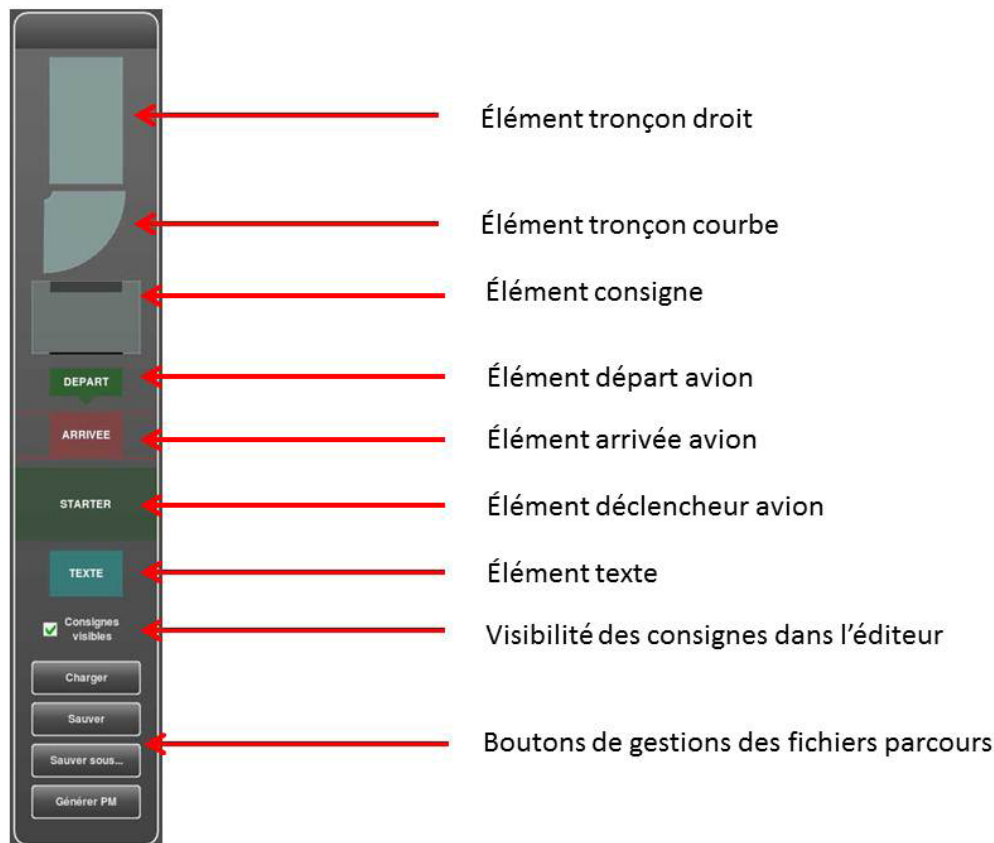 Élément tronçon droit
Élément tronçon courbe
Élément consigne
DEPART
Élément départ avion
ARRIVEE
Élément arrivée avion
STARTER
Élément déclencheur avion
TEXTE
Élément texte
Consignes
visibles
Visibilité des consignes dans l'éditeur
Charger
Sauver
Boutons de gestions des fichiers parcours
Sauver sous...
Générer PM